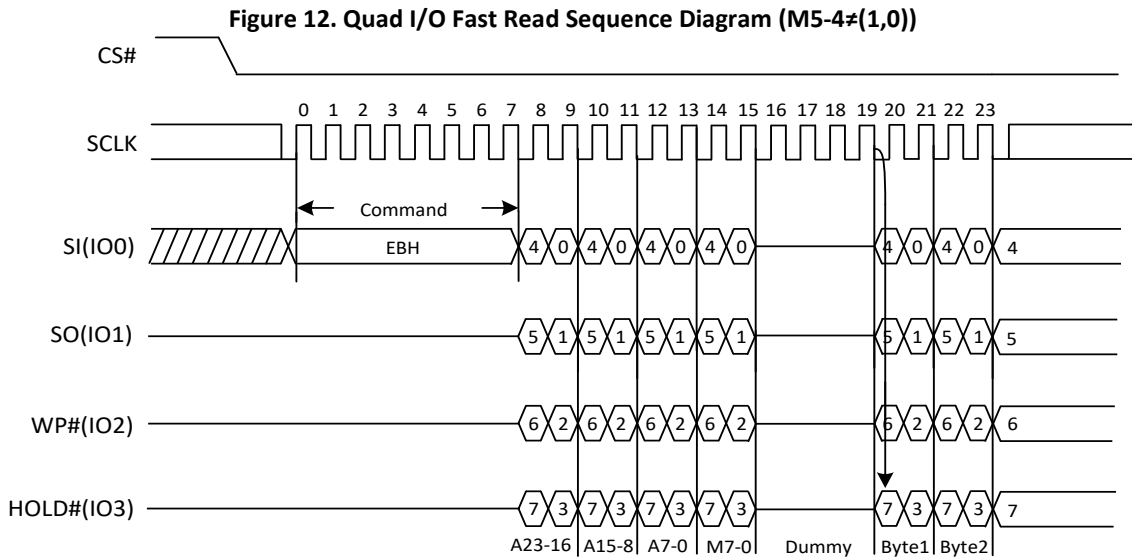 Figure 12. Quad I/O Fast Read Sequence Diagram (M5-4≠(1,0))
CS#
0 1 2 3 4 5 6 7 8 9 10 11 12 13 14 15 16 17 18 19 20 21 22 23
SCLK
Command
SI(IO0) EBH 4 0 4 0 4 0 4 0 4 0 4 0 4
SO(IO1) 5 1 5 1 5 1 5 1 5 1 5 1 5
WP#(IO2) 6 2 6 2 6 2 6 2 6 2 6 2 6
HOLD#(IO3) 7 3 7 3 7 3 7 3 7 3 7 3 7
A23-16 A15-8 A7-0 M7-0 Dummy Byte1 Byte2